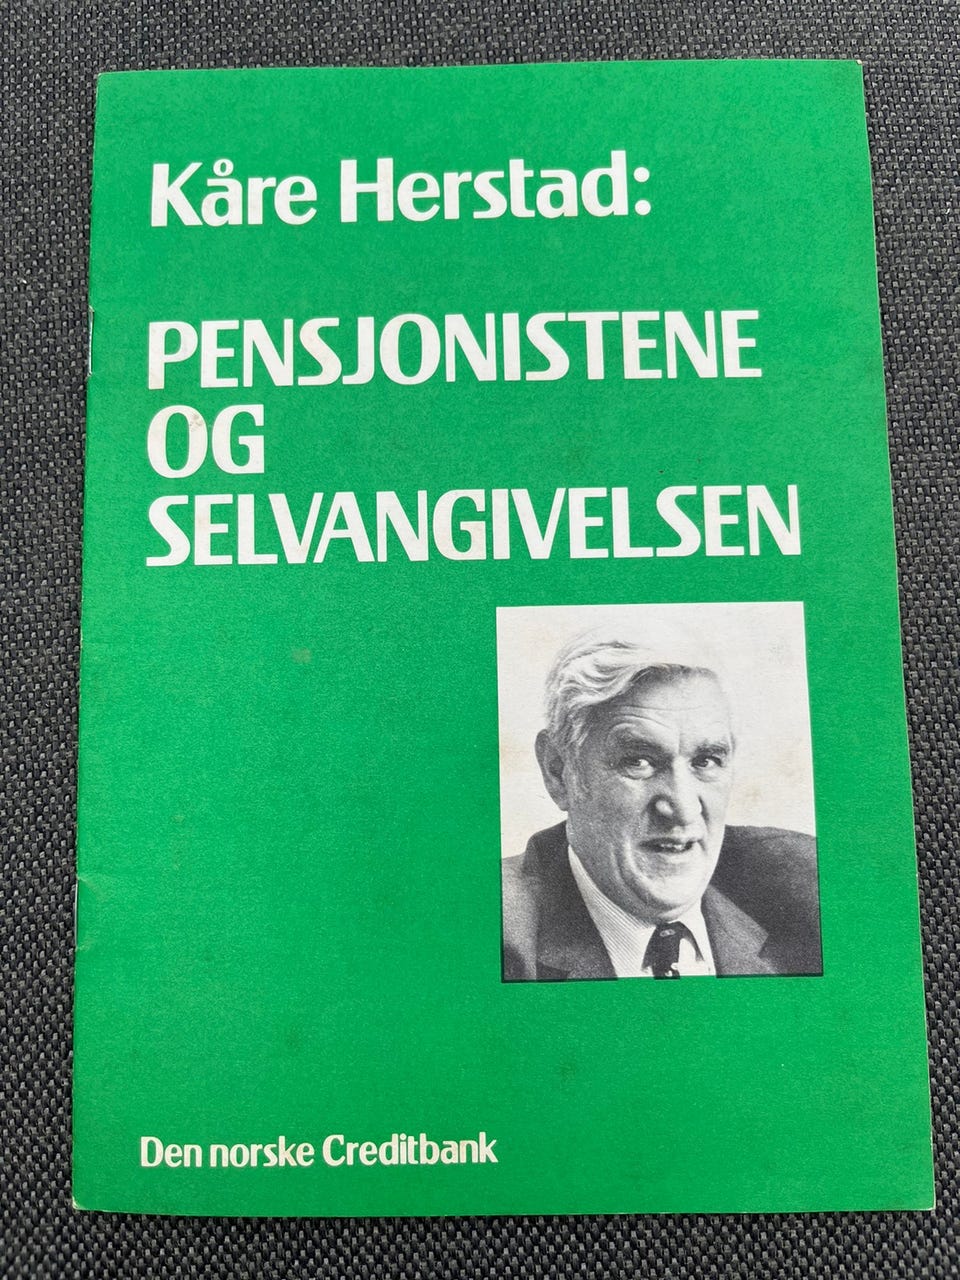 Kåre Herstad:
PENSJONISTENE
OG
SELVANGIVELSEN
Den norske Creditbank